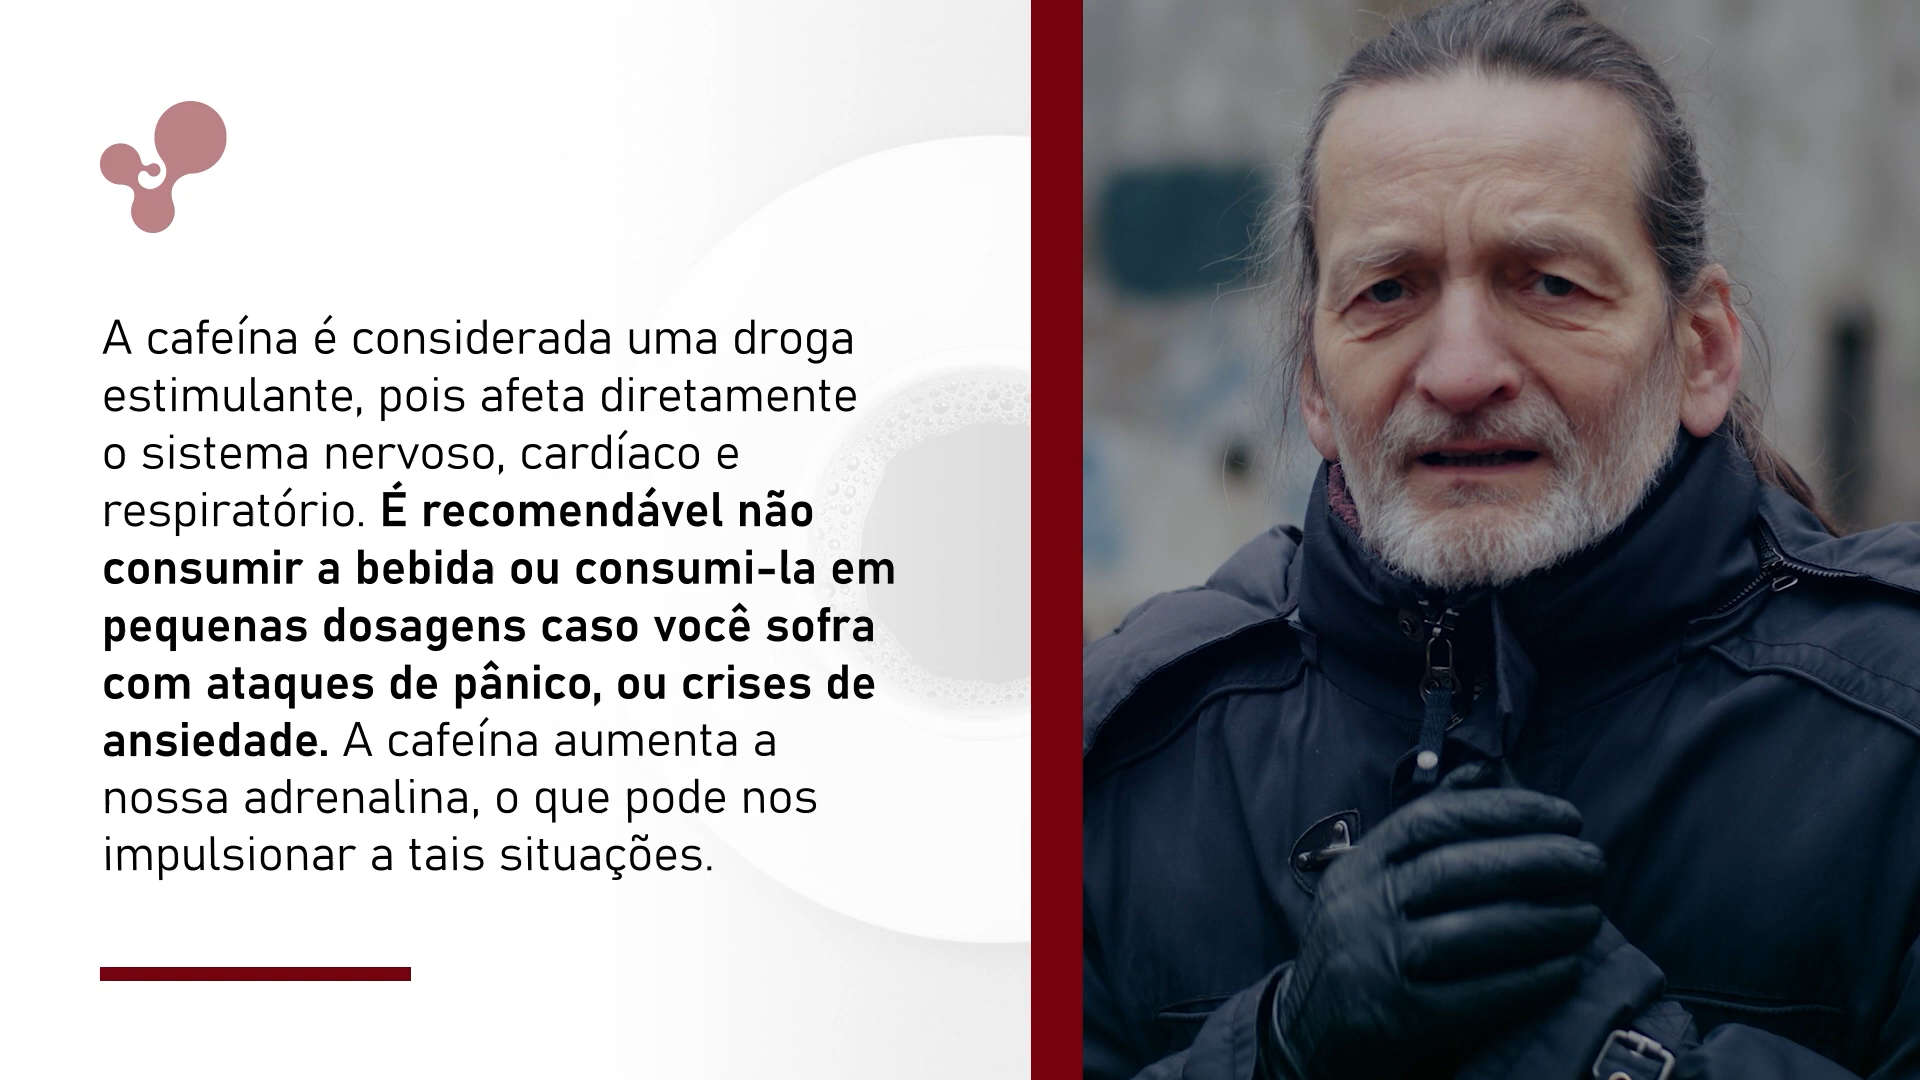 A cafeína é considerada uma droga
estimulante, pois afeta diretamente
o sistema nervoso, cardíaco e
respiratório. É recomendável não
consumir a bebida ou consumi-la em
pequenas dosagens caso você sofra
com ataques de pânico, ou crises de
ansiedade. A cafeína aumenta a
nossa adrenalina, o que pode nos
impulsionar a tais situações.